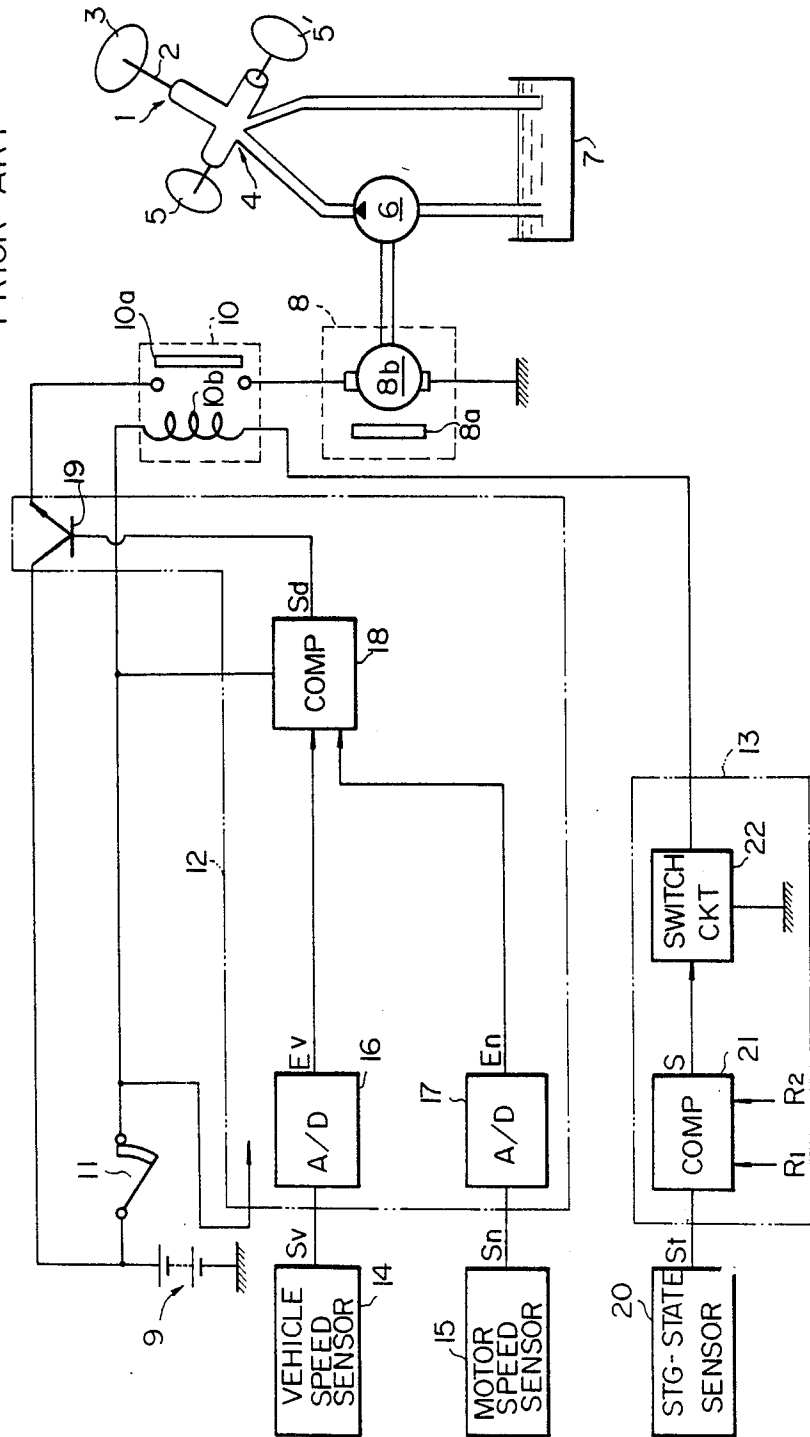 PRIOR ART
3
2
1
5'
5
4
6
7
10a
10
10b
8
8b
8a
19
Sd
COMP
18
12
11
9
Ev
A/D
16
En
17
A/D
Sv
VEHICLE
SPEED
SENSOR
14
Sn
15
MOTOR
SPEED
SENSOR
13
SWITCH
CKT
22
S
COMP
21
R1
R2
St
20
STG-STATE
SENSOR